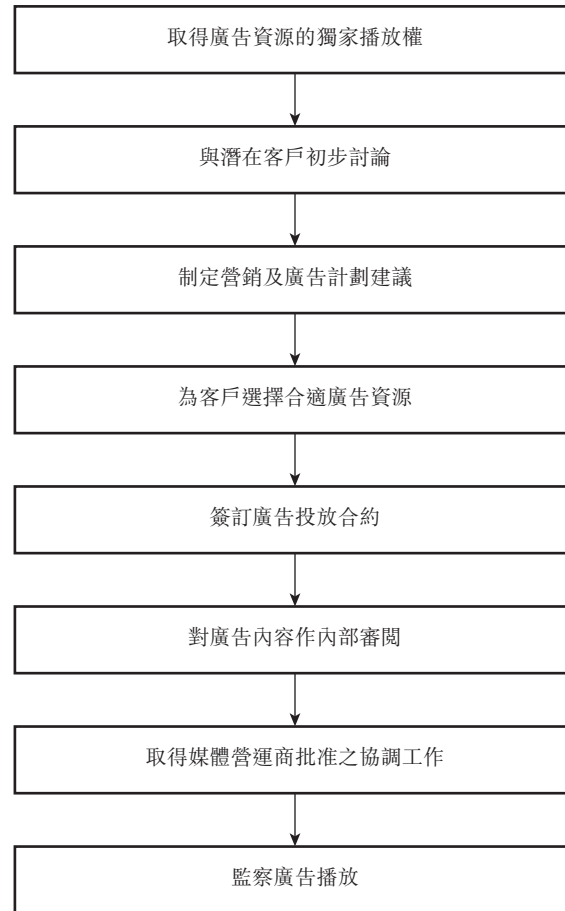 取得廣告資源的獨家播放權
與潛在客戶初步討論
制定營銷及廣告計劃建議
為客戶選擇合適廣告資源
簽訂廣告投放合約
對廣告內容作內部審閱
取得媒體營運商批准之協調工作
監察廣告播放